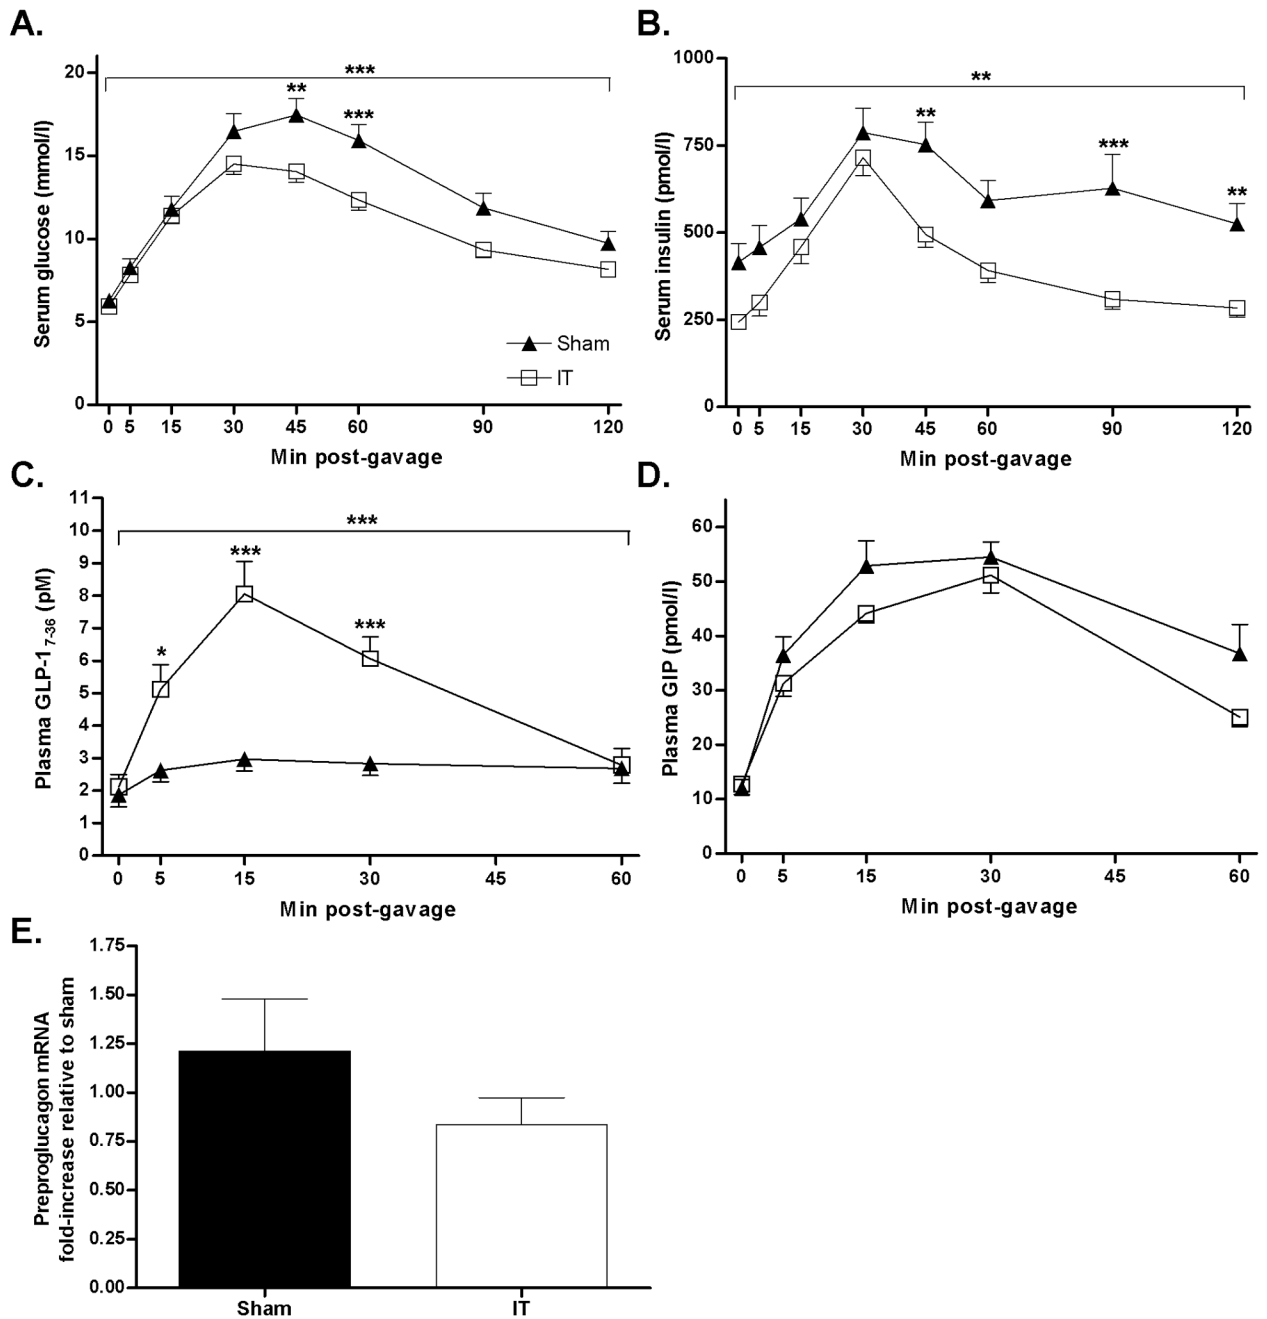 A.
Serum glucose (mmol/l)
20
15
10
5
0
***
**
***
Sham
IT
0 5 15 30 45 60 90 120
Min post-gavage
B.
Serum insulin (pmol/l)
1000
750
500
250
0
**
**
***
**
0 5 15 30 45 60 90 120
Min post-gavage
C.
Plasma GLP-1 7-36 (pM)
11
10
9
8
7
6
5
4
3
2
1
0
***
***
***
*
0 5 15 30 45 60
Min post-gavage
D.
Plasma GIP (pmol/l)
60
50
40
30
20
10
0
0 5 15 30 45 60
Min post-gavage
E.
Preproglucagon mRNA
fold-increase relative to sham
1.75
1.50
1.25
1.00
0.75
0.50
0.25
0.00
Sham IT